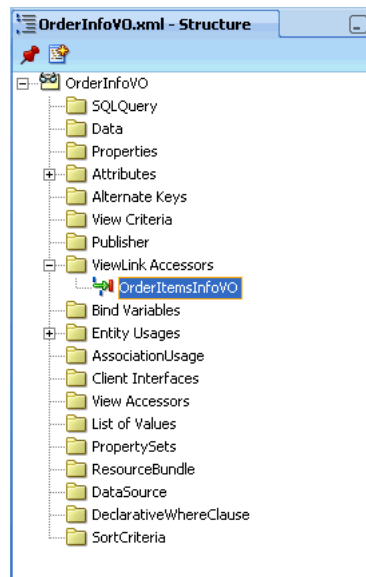 OrderInfoVO.xml - Structure
OrderInfoVO
SQLQuery
Data
Properties
Attributes
Alternate Keys
View Criteria
Publisher
ViewLink Accessors
OrderItemsInfoVO
Bind Variables
Entity Usages
AssociationUsage
Client Interfaces
View Accessors
List of Values
PropertySets
ResourceBundle
DataSource
DeclarativeWhereClause
SortCriteria